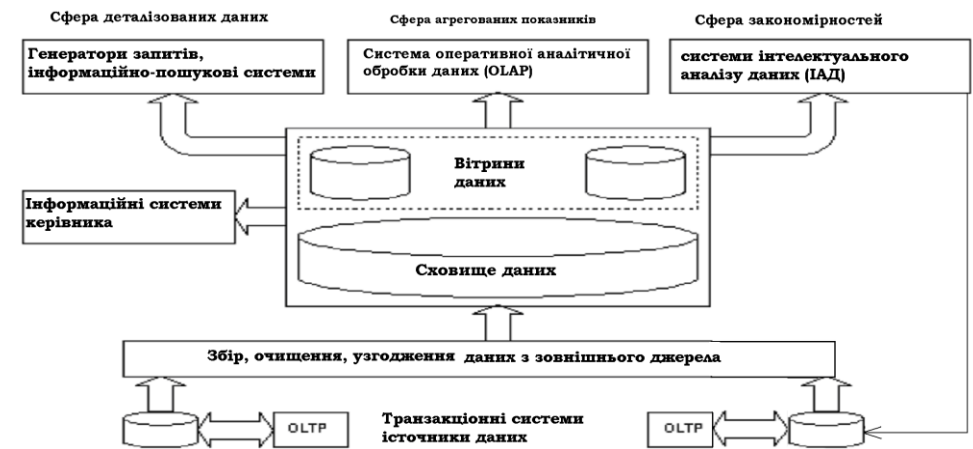 Сфера деталізованих даних
Сфера агрегованих показників
Сфера закономірностей
Генератори запитів,
інформаційно-пошукові системи
Система оперативної аналітичної
обробки даних (OLAP)
системи інтелектуального
аналізу даних (ІАД)
Вітрини
даних
Інформаційні системи
керівника
Сховище даних
Збір, очищення, узгодження даних з зовнішнього джерела
OLTP
Транзакціонні системи
істочники даних
OLTP